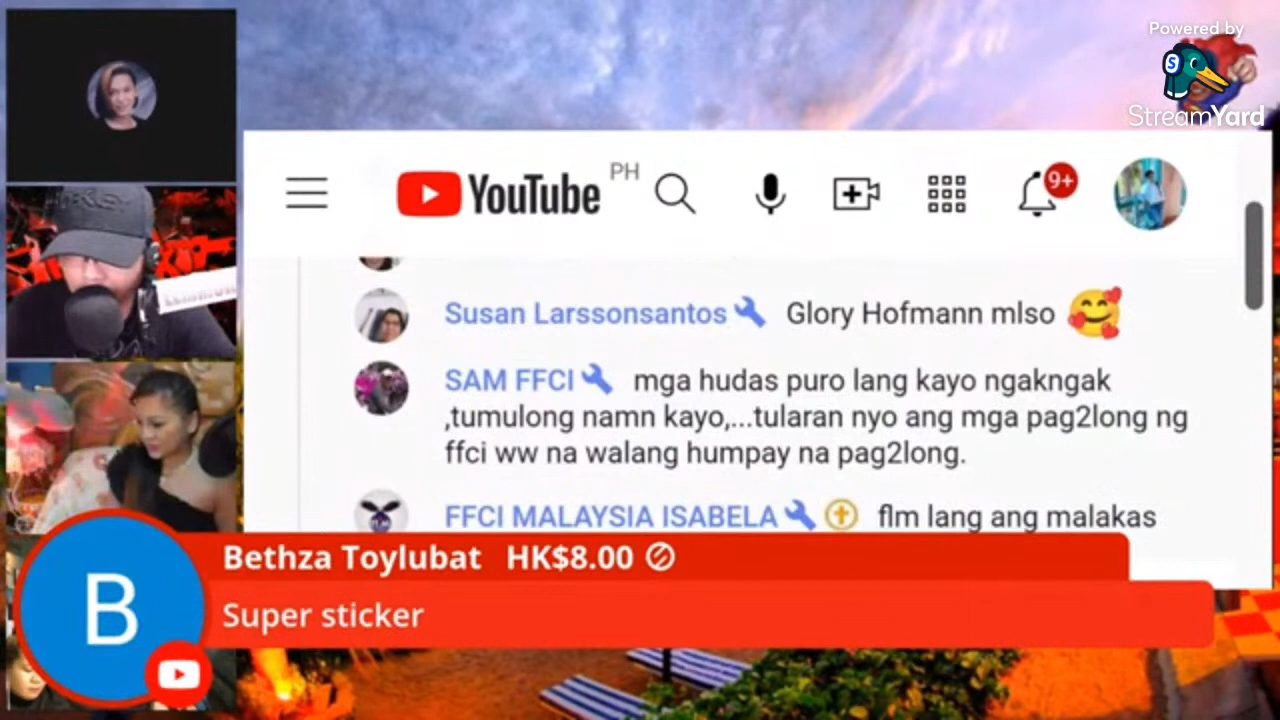 Powered by
StreamYard
YouTube PH
9+
Susan Larssonsantos Glory Hofmann mlso
SAM FFCI mga hudas puro lang kayo ngakngak
,tumulong namn kayo,...tularan nyo ang mga pag2long ng
ffci ww na walang humpay na pag2long.
FFCI MALAYSIA ISABELA flm lang ang malakas
Bethza Toylubat HK$8.00
Super sticker
B